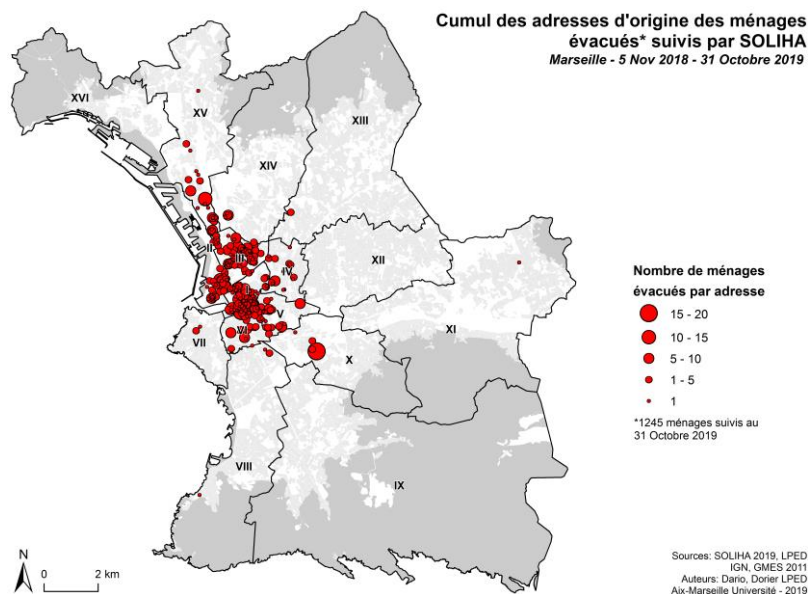 Cumul des adresses d'origine des ménages
évacués* suivis par SOLIHA
Marseille - 5 Nov 2018 - 31 Octobre 2019
XVI
XV
XIII
XIV
II
III
XII
IV
I
V
XI
VI
VII
X
VIII
IX
Nombre de ménages
évacués par adresse
15 - 20
10 - 15
5 - 10
1 - 5
1
*1245 ménages suivis au
31 Octobre 2019
N
0 2 km
Sources: SOLIHA 2019, LPED
IGN, GMES 2011
Auteurs: Dario, Dorier LPED
Aix-Marseille Université - 2019